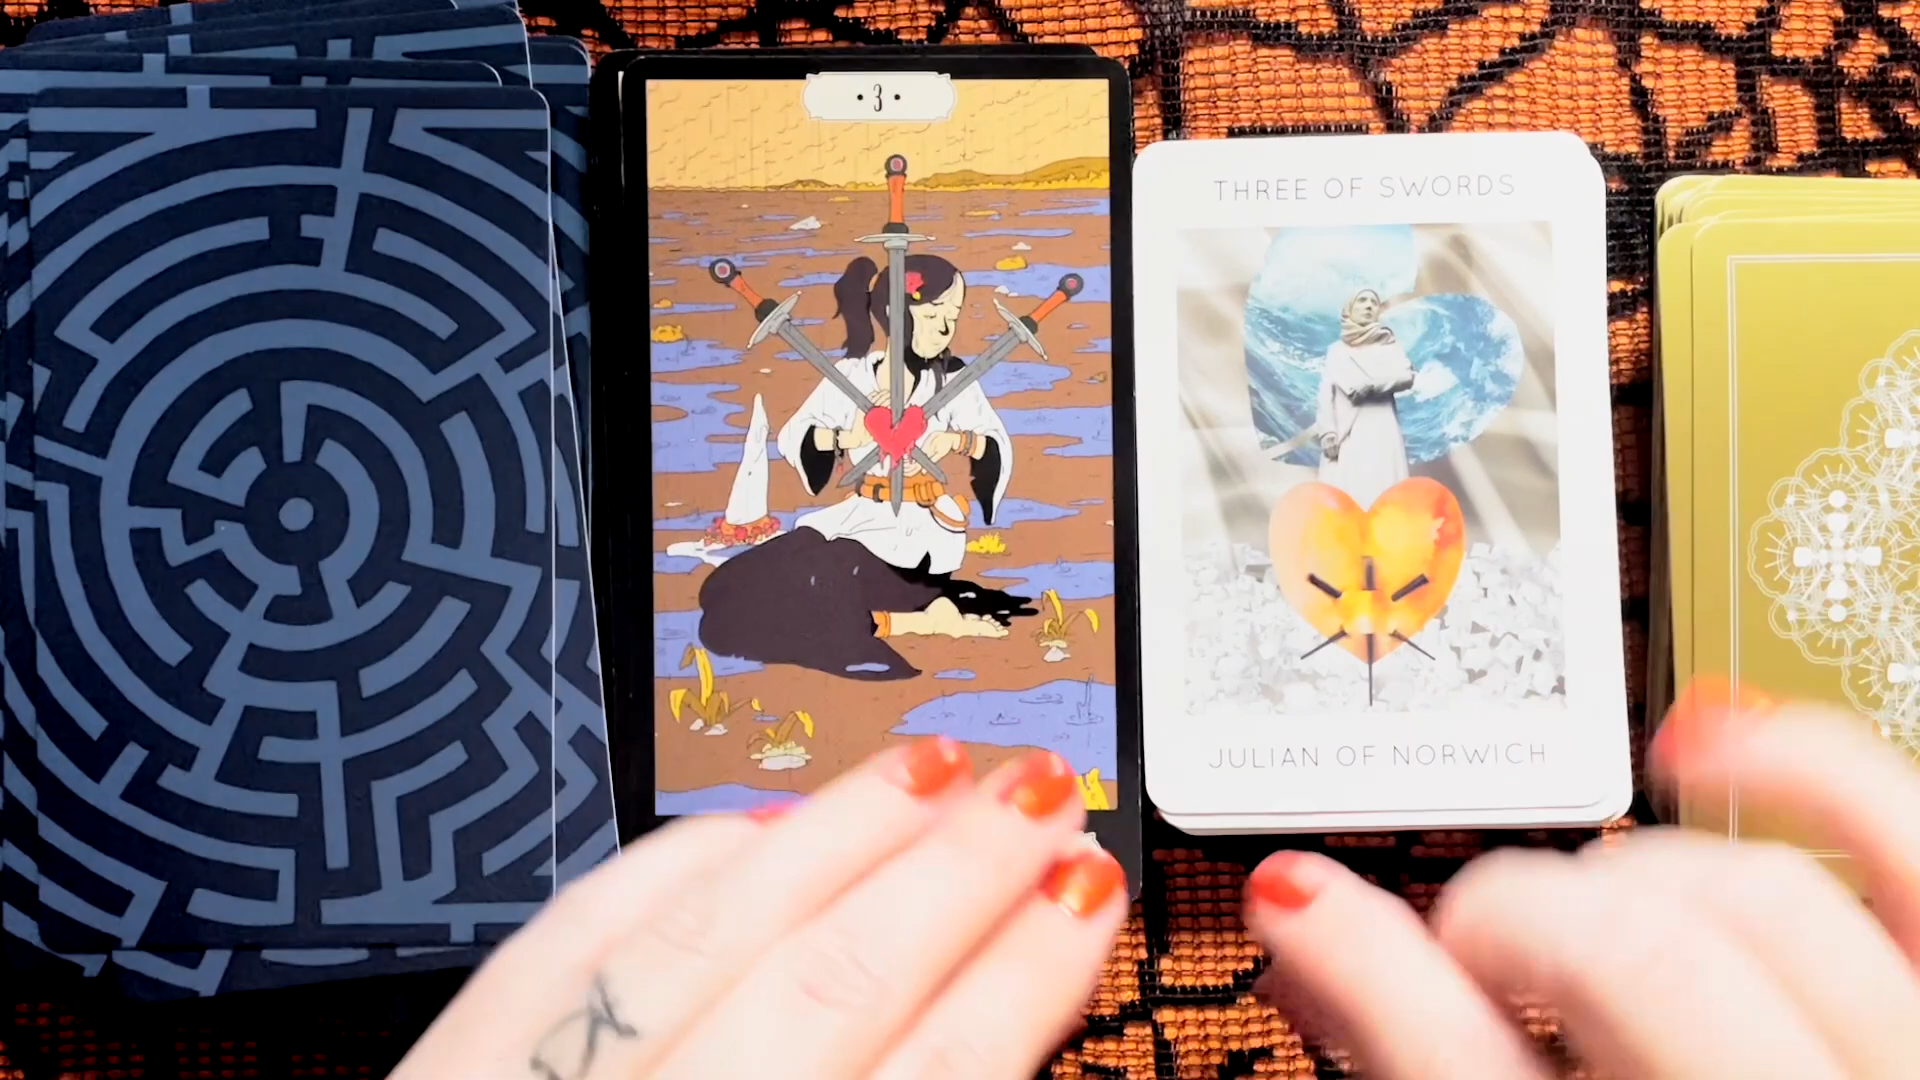 • 3 •
THREE OF SWORDS
JULIAN OF NORWICH